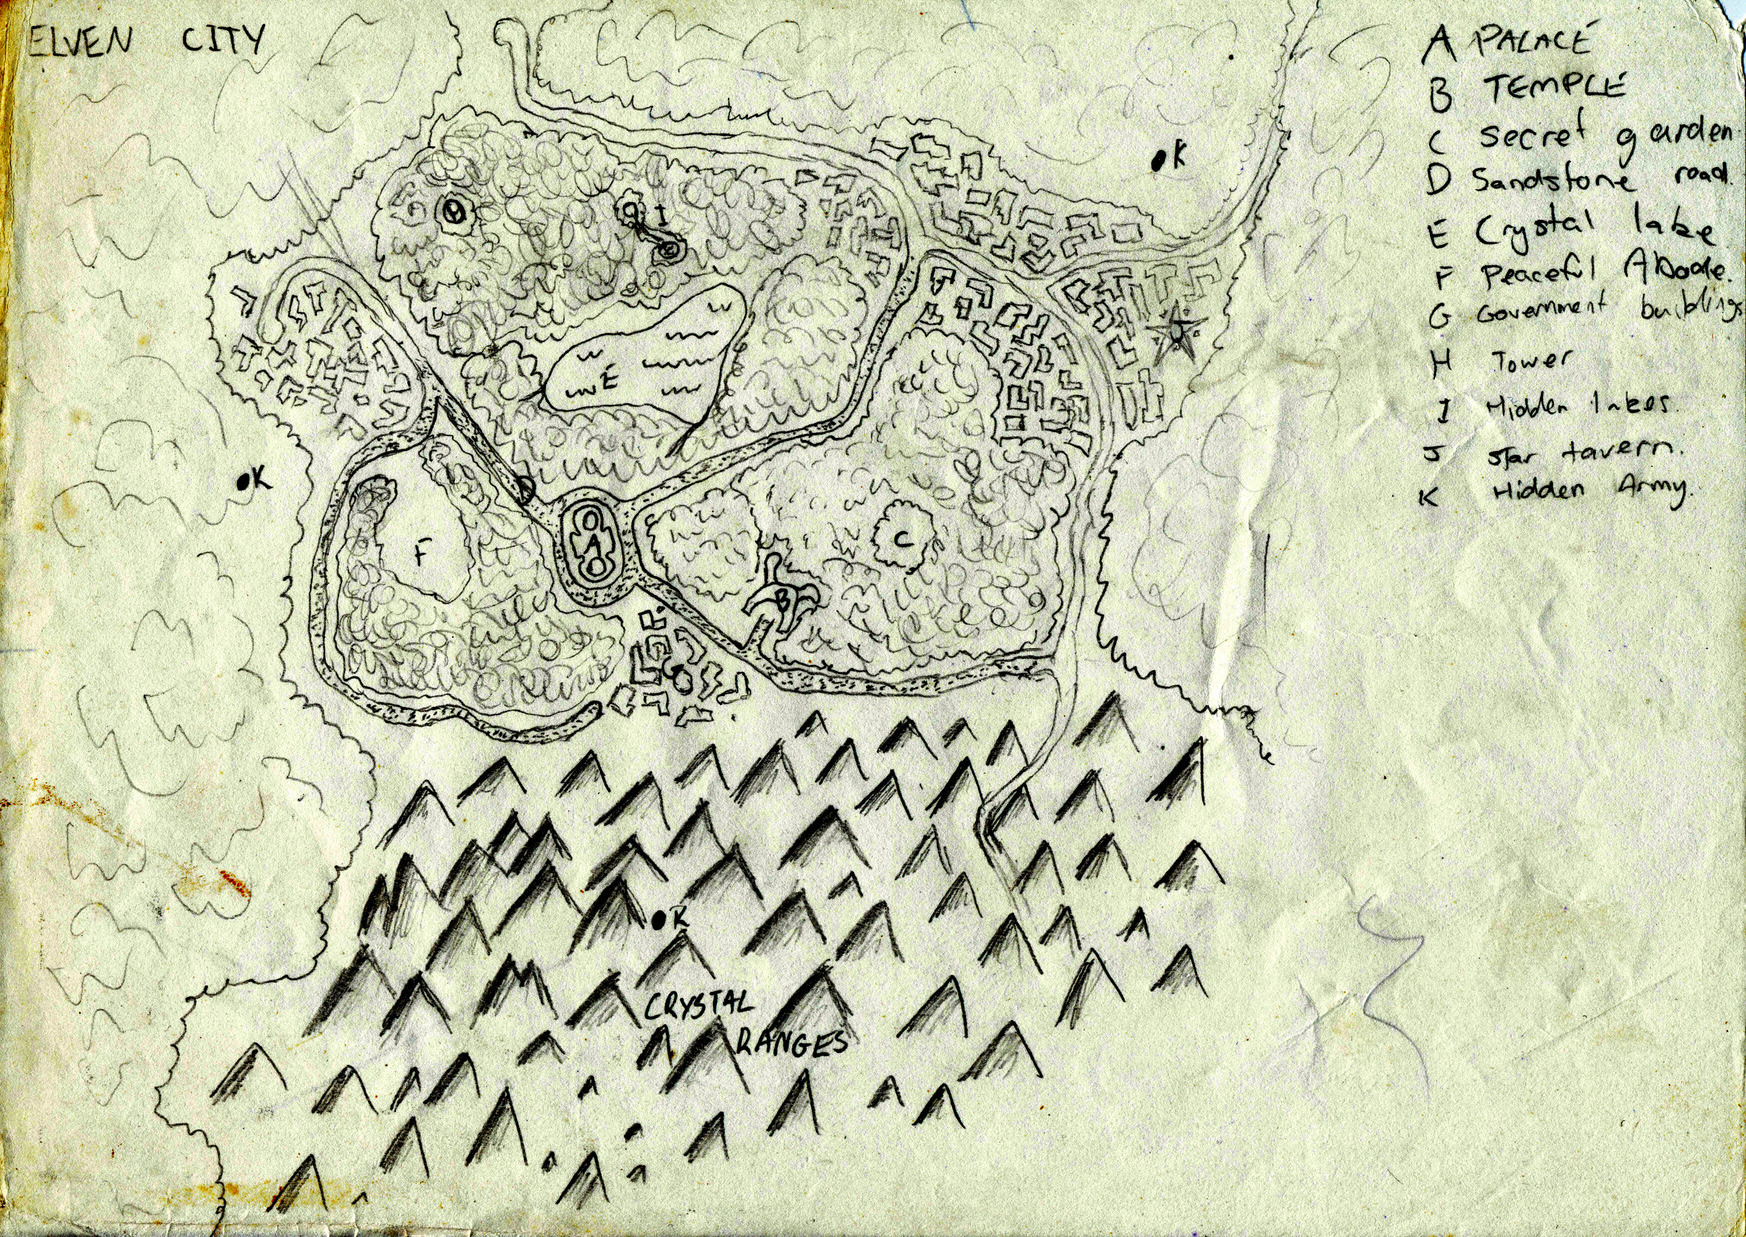 ELVEN CITY
A PALACE
B TEMPLE
C Secret garden
D Sandstone road.
E Crystal lake
F Peaceful Abode.
G Government buildings
H Tower
I Hidden lakes.
J Star tavern.
K Hidden Army.
K
H
I
J
E
K
D
F
A
C
B
G
K
CRYSTAL
RANGES